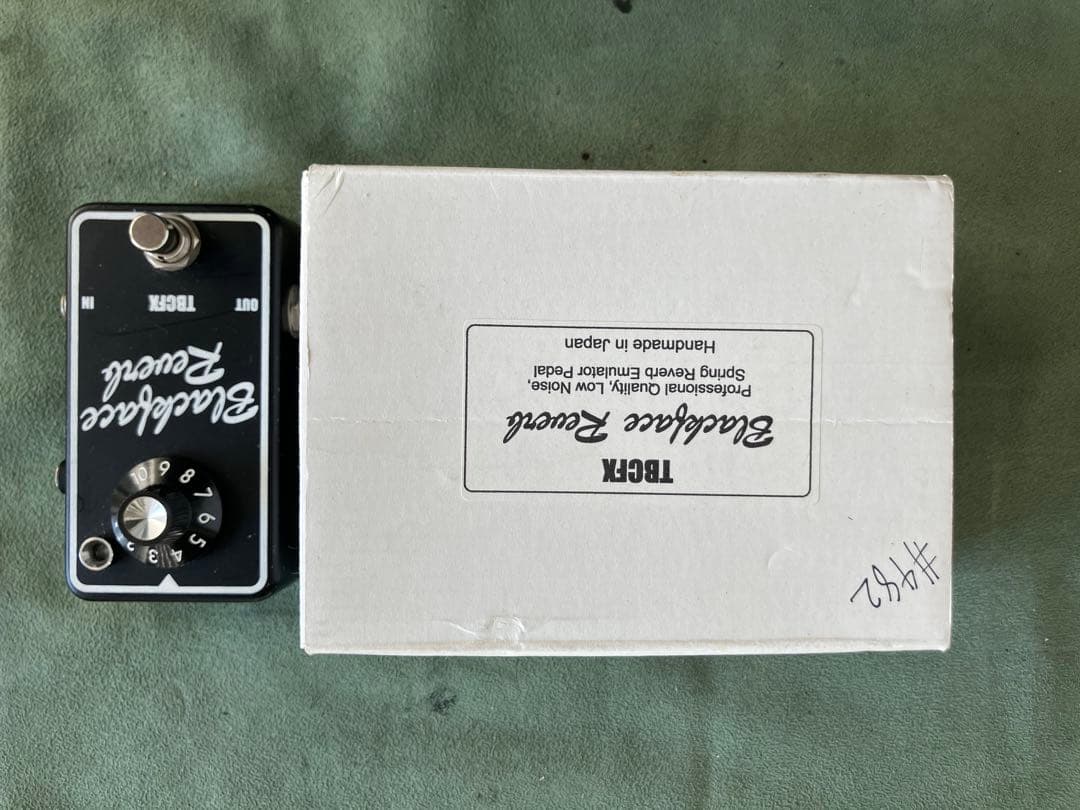 #482
TBCFX
Blackface Reverb
Professional Quality, Low Noise,
Spring Reverb Emulator Pedal
Handmade in Japan
2 3 4 5 6 7 8 9 10
Blackface
Reverb
OUT TBCFX IN